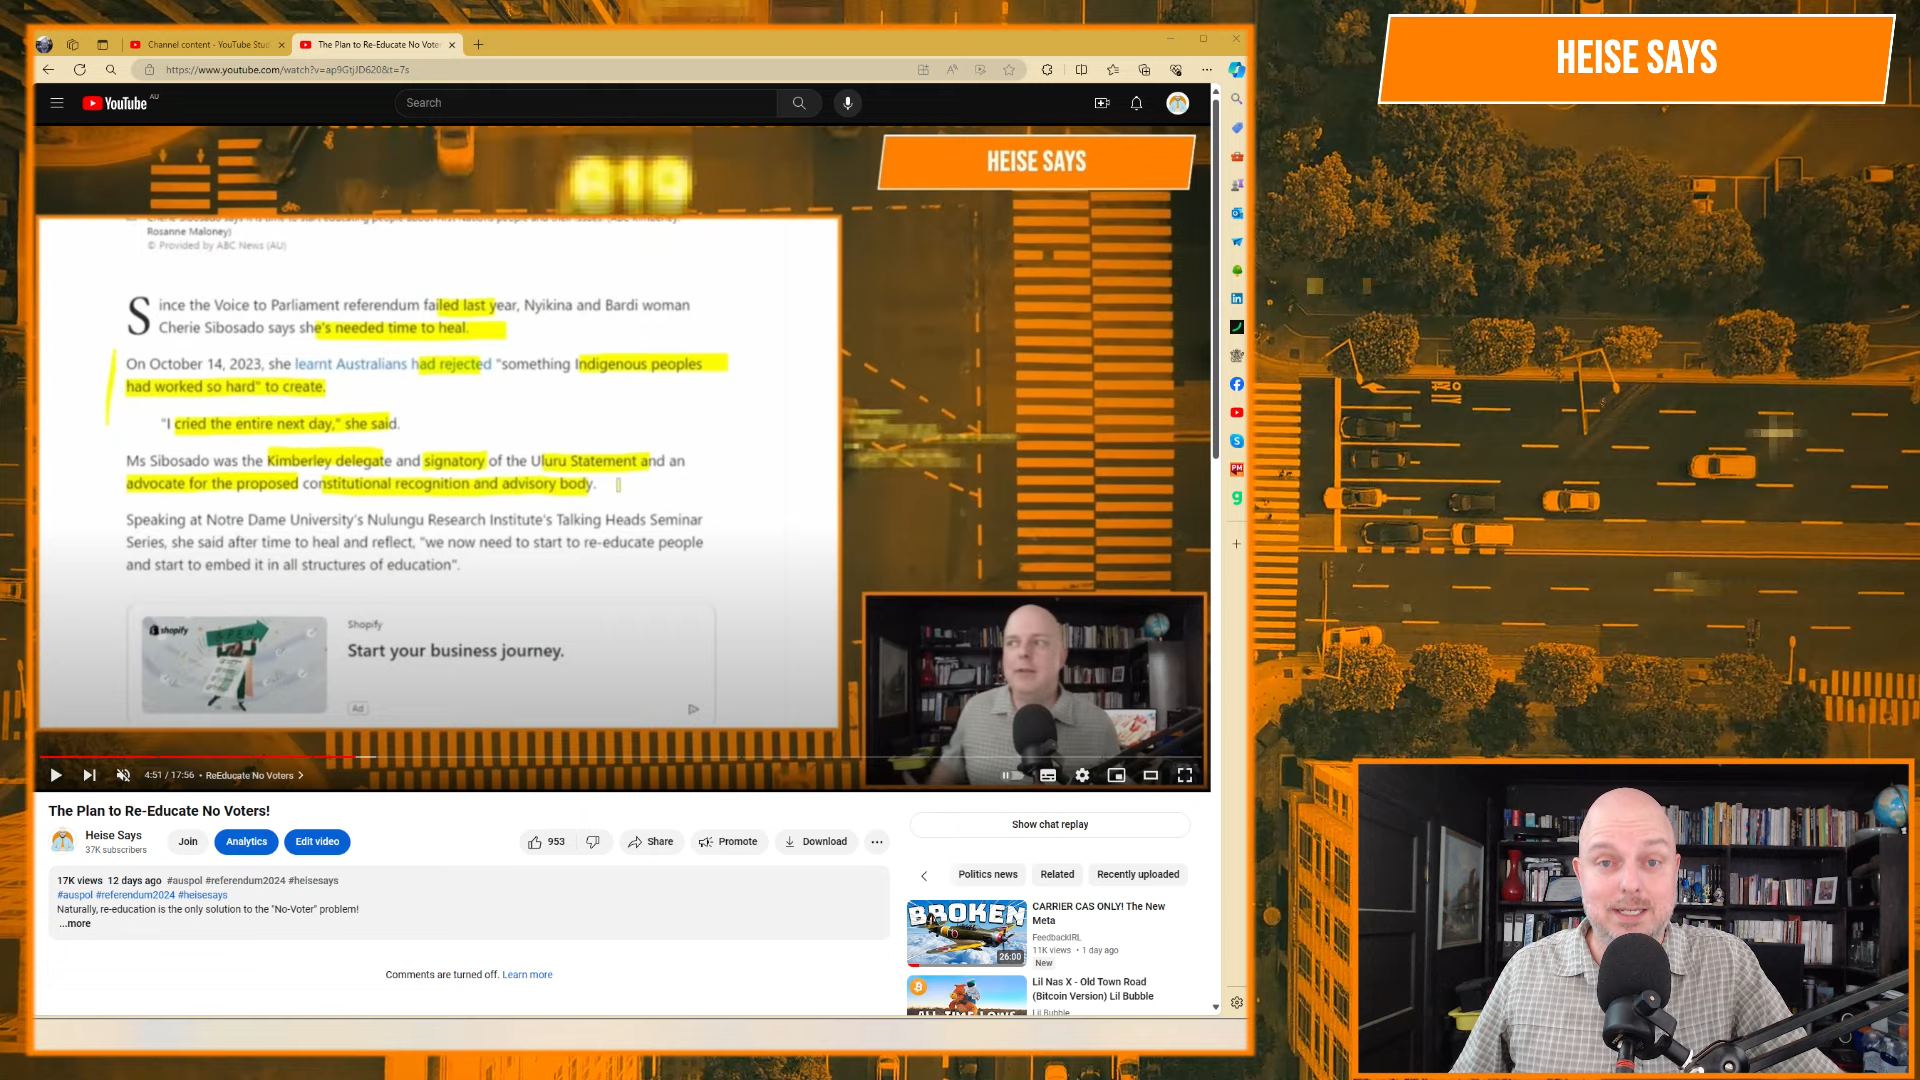 HEISE SAYS
Channel content - YouTube Stud
The Plan to Re-Educate No Vote
https://www.youtube.com/watch?v=ap9GtjJD620&t=7s
YouTube AU
Search
HEISE SAYS
Rosanne Maloney)
© Provided by ABC News (AU)
Since the Voice to Parliament referendum failed last year, Nyikina and Bardi woman
Cherie Sibosado says she's needed time to heal.
On October 14, 2023, she learnt Australians had rejected "something Indigenous peoples
had worked so hard" to create.
"I cried the entire next day," she said.
Ms Sibosado was the Kimberley delegate and signatory of the Uluru Statement and an
advocate for the proposed constitutional recognition and advisory body.
Speaking at Notre Dame University's Nulungu Research Institute's Talking Heads Seminar
Series, she said after time to heal and reflect, "we now need to start to re-educate people
and start to embed it in all structures of education".
shopify
OPEN
Shopify
Start your business journey.
Ad
4:51 / 17:56 • ReEducate No Voters
The Plan to Re-Educate No Voters!
Heise Says
37K subscribers
Join
Analytics
Edit video
953
Share
Promote
Download
Show chat replay
17K views 12 days ago #auspol #referendum2024 #heisesays
#auspol #referendum2024 #heisesays
Naturally, re-education is the only solution to the "No-Voter" problem!
...more
Comments are turned off. Learn more
Politics news
Related
Recently uploaded
BROKEN
26:00
CARRIER CAS ONLY! The New
Meta
FeedbackIRL
11K views • 1 day ago
New
Lil Nas X - Old Town Road
(Bitcoin Version) Lil Bubble
Lil Bubble
PM